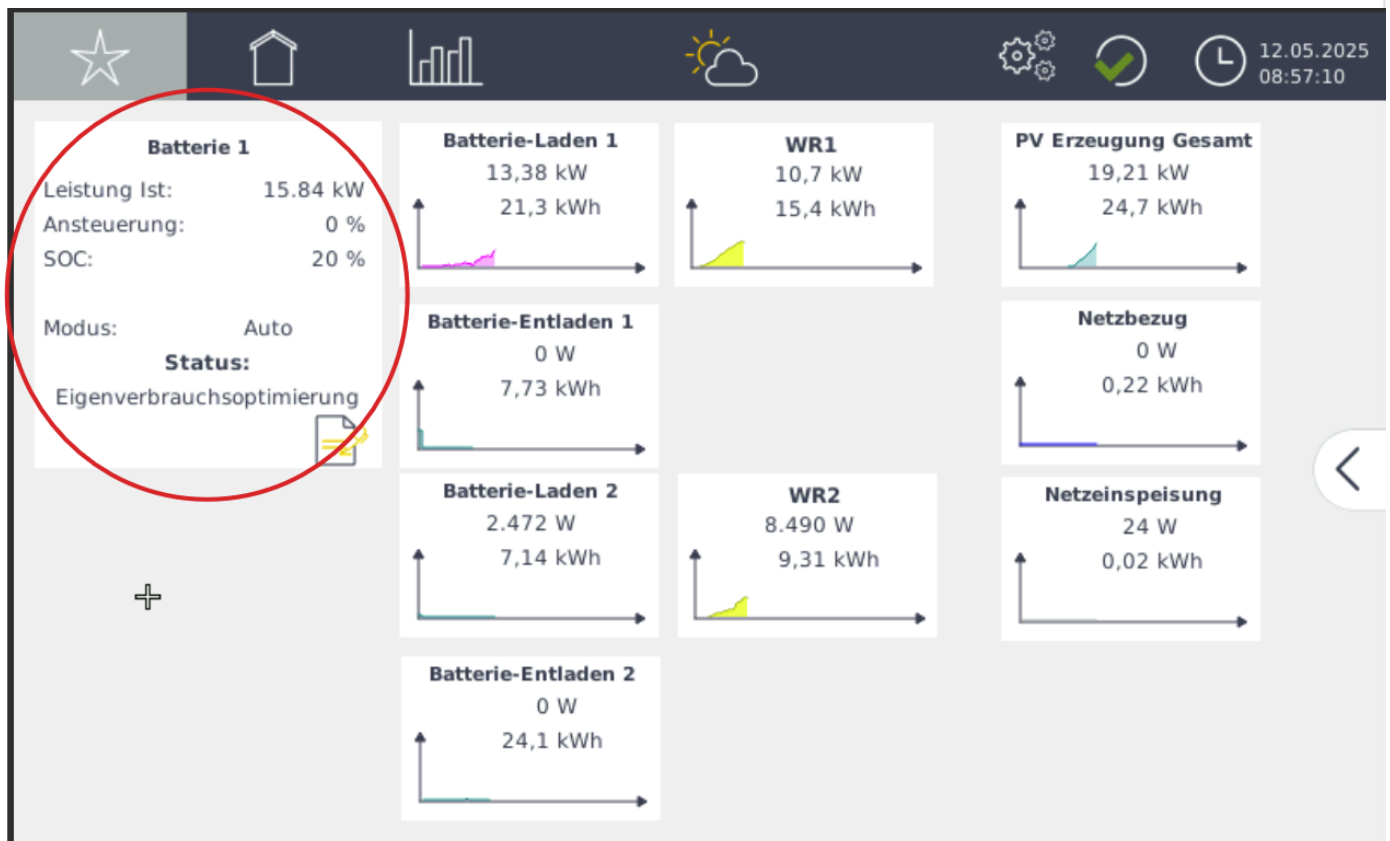 12.05.2025
08:57:10
Batterie 1
Leistung Ist: 15.84 kW
Ansteuerung: 0 %
SOC: 20 %
Modus: Auto
Status:
Eigenverbrauchsoptimierung
Batterie-Laden 1
13,38 kW
21,3 kWh
WR1
10,7 kW
15,4 kWh
PV Erzeugung Gesamt
19,21 kW
24,7 kWh
Batterie-Entladen 1
0 W
7,73 kWh
Netzbezug
0 W
0,22 kWh
Batterie-Laden 2
2.472 W
7,14 kWh
WR2
8.490 W
9,31 kWh
Netzeinspeisung
24 W
0,02 kWh
Batterie-Entladen 2
0 W
24,1 kWh